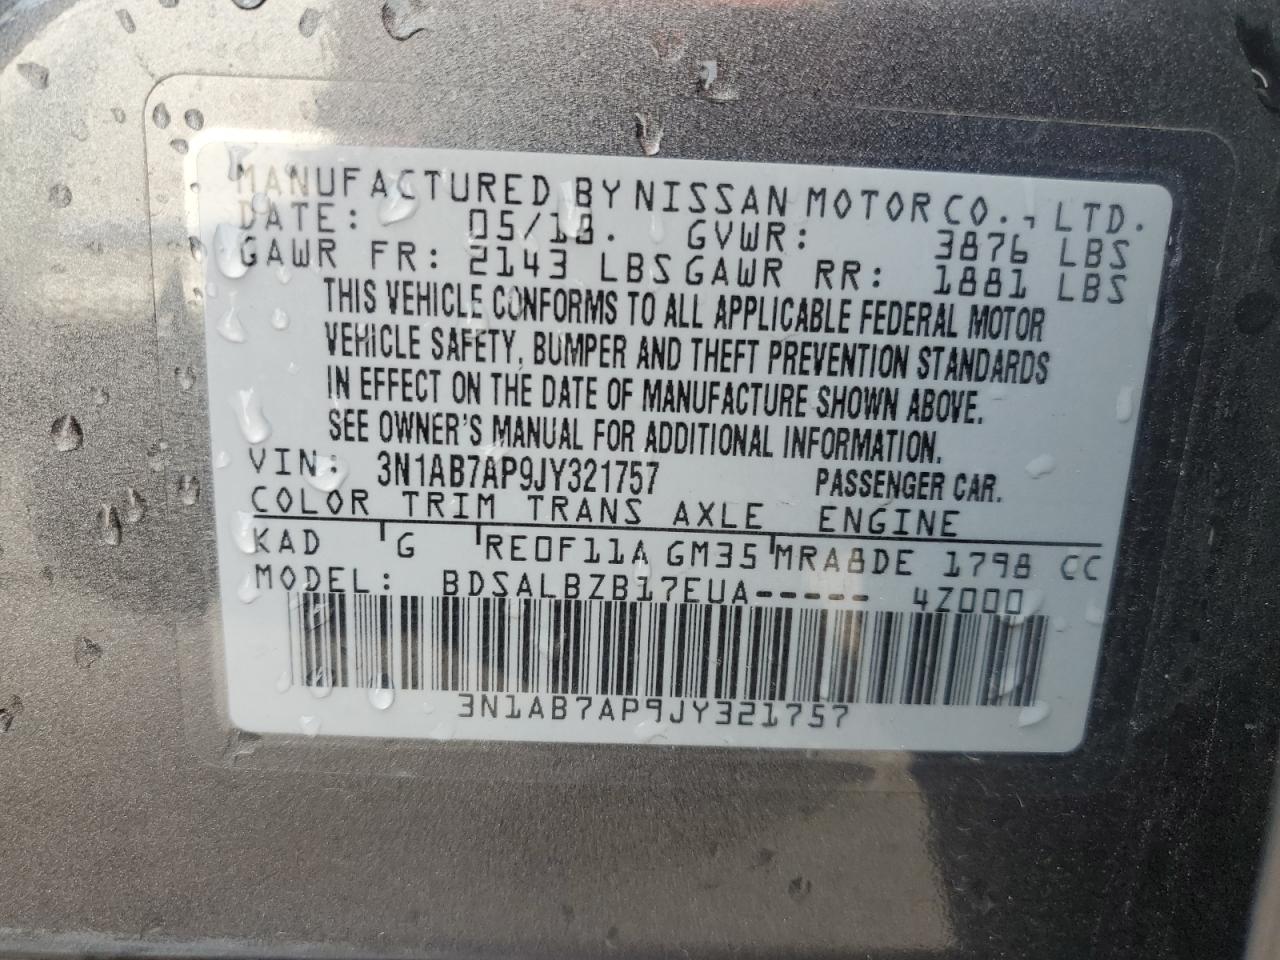 MANUFACTURED BY NISSAN MOTOR CO., LTD.
DATE: 05/18. GVWR: 3876 LBS
GAWR FR: 2143 LBS GAWR RR: 1881 LBS
THIS VEHICLE CONFORMS TO ALL APPLICABLE FEDERAL MOTOR
VEHICLE SAFETY, BUMPER AND THEFT PREVENTION STANDARDS
IN EFFECT ON THE DATE OF MANUFACTURE SHOWN ABOVE.
SEE OWNER'S MANUAL FOR ADDITIONAL INFORMATION.
VIN: 3N1AB7AP9JY321757 PASSENGER CAR.
COLOR TRIM TRANS AXLE ENGINE
KAD G RE0F11A GM35 MRA8DE 1798 CC
MODEL: BDSALBZB17EUA----- 4Z000
3N1AB7AP9JY321757